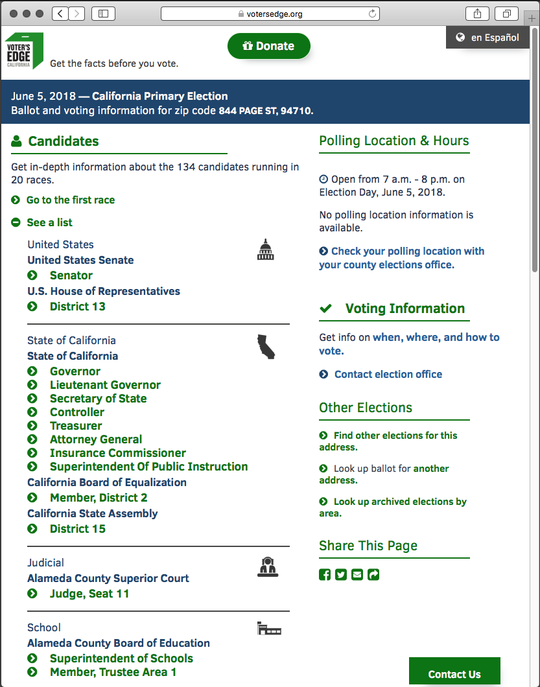 votersedge.org
VOTER'S
EDGE
CALIFORNIA
Get the facts before you vote.
Donate
en Español
June 5, 2018 — California Primary Election
Ballot and voting information for zip code 844 PAGE ST, 94710.
Candidates
Get in-depth information about the 134 candidates running in
20 races.
Go to the first race
See a list
United States
United States Senate
Senator
U.S. House of Representatives
District 13
State of California
State of California
Governor
Lieutenant Governor
Secretary of State
Controller
Treasurer
Attorney General
Insurance Commissioner
Superintendent Of Public Instruction
California Board of Equalization
Member, District 2
California State Assembly
District 15
Judicial
Alameda County Superior Court
Judge, Seat 11
School
Alameda County Board of Education
Superintendent of Schools
Member, Trustee Area 1
Polling Location & Hours
Open from 7 a.m. - 8 p.m. on
Election Day, June 5, 2018.
No polling location information is
available.
Check your polling location with
your county elections office.
Voting Information
Get info on when, where, and how to
vote.
Contact election office
Other Elections
Find other elections for this
address.
Look up ballot for another
address.
Look up archived elections by
area.
Share This Page
Contact Us